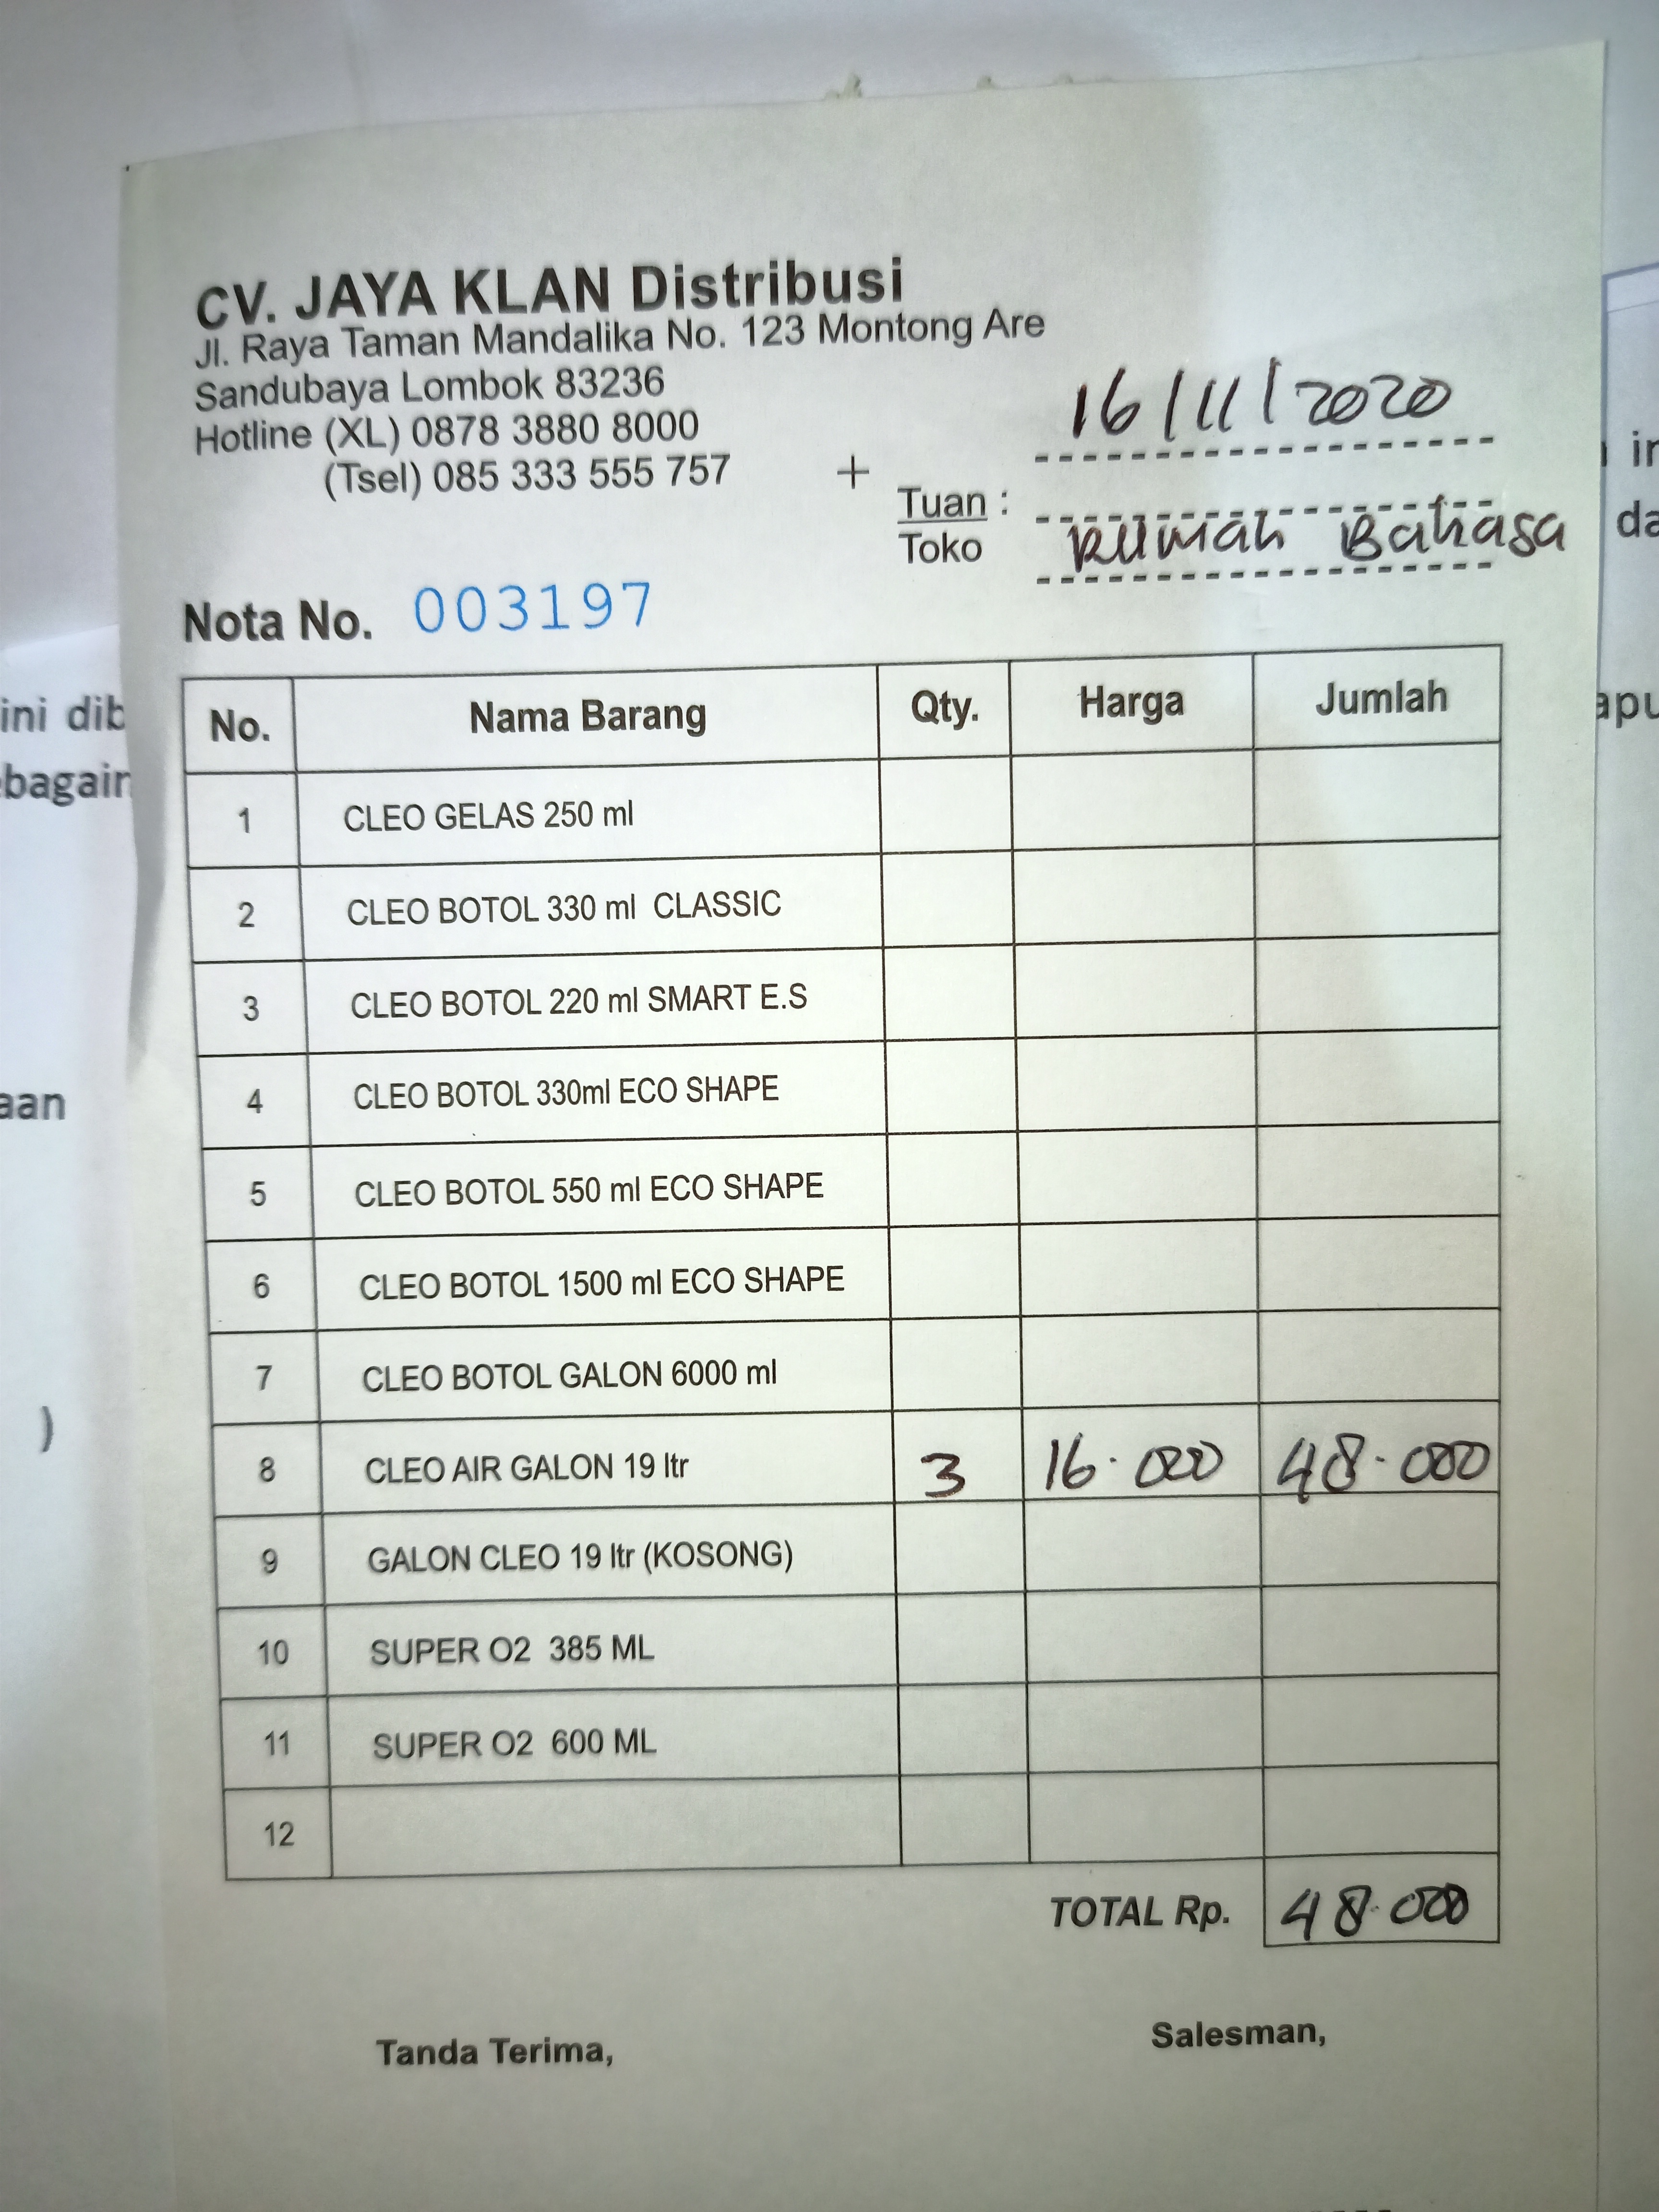 CV. JAYA KLAN Distribusi
Jl. Raya Taman Mandalika No. 123 Montong Are
Sandubaya Lombok 83236
Hotline (XL) 0878 3880 8000
(Tsel) 085 333 555 757
+
16/11/2020
Tuan :
Toko
Rumah Bahasa
Nota No. 003197
No. Nama Barang Qty. Harga Jumlah
1 CLEO GELAS 250 ml
2 CLEO BOTOL 330 ml CLASSIC
3 CLEO BOTOL 220 ml SMART E.S
4 CLEO BOTOL 330ml ECO SHAPE
5 CLEO BOTOL 550 ml ECO SHAPE
6 CLEO BOTOL 1500 ml ECO SHAPE
7 CLEO BOTOL GALON 6000 ml
8 CLEO AIR GALON 19 ltr 3 16.000 48.000
9 GALON CLEO 19 ltr (KOSONG)
10 SUPER O2 385 ML
11 SUPER O2 600 ML
12
TOTAL Rp. 48.000
Tanda Terima, Salesman,
ini dib
ebagain
aan
)
in
da
apu